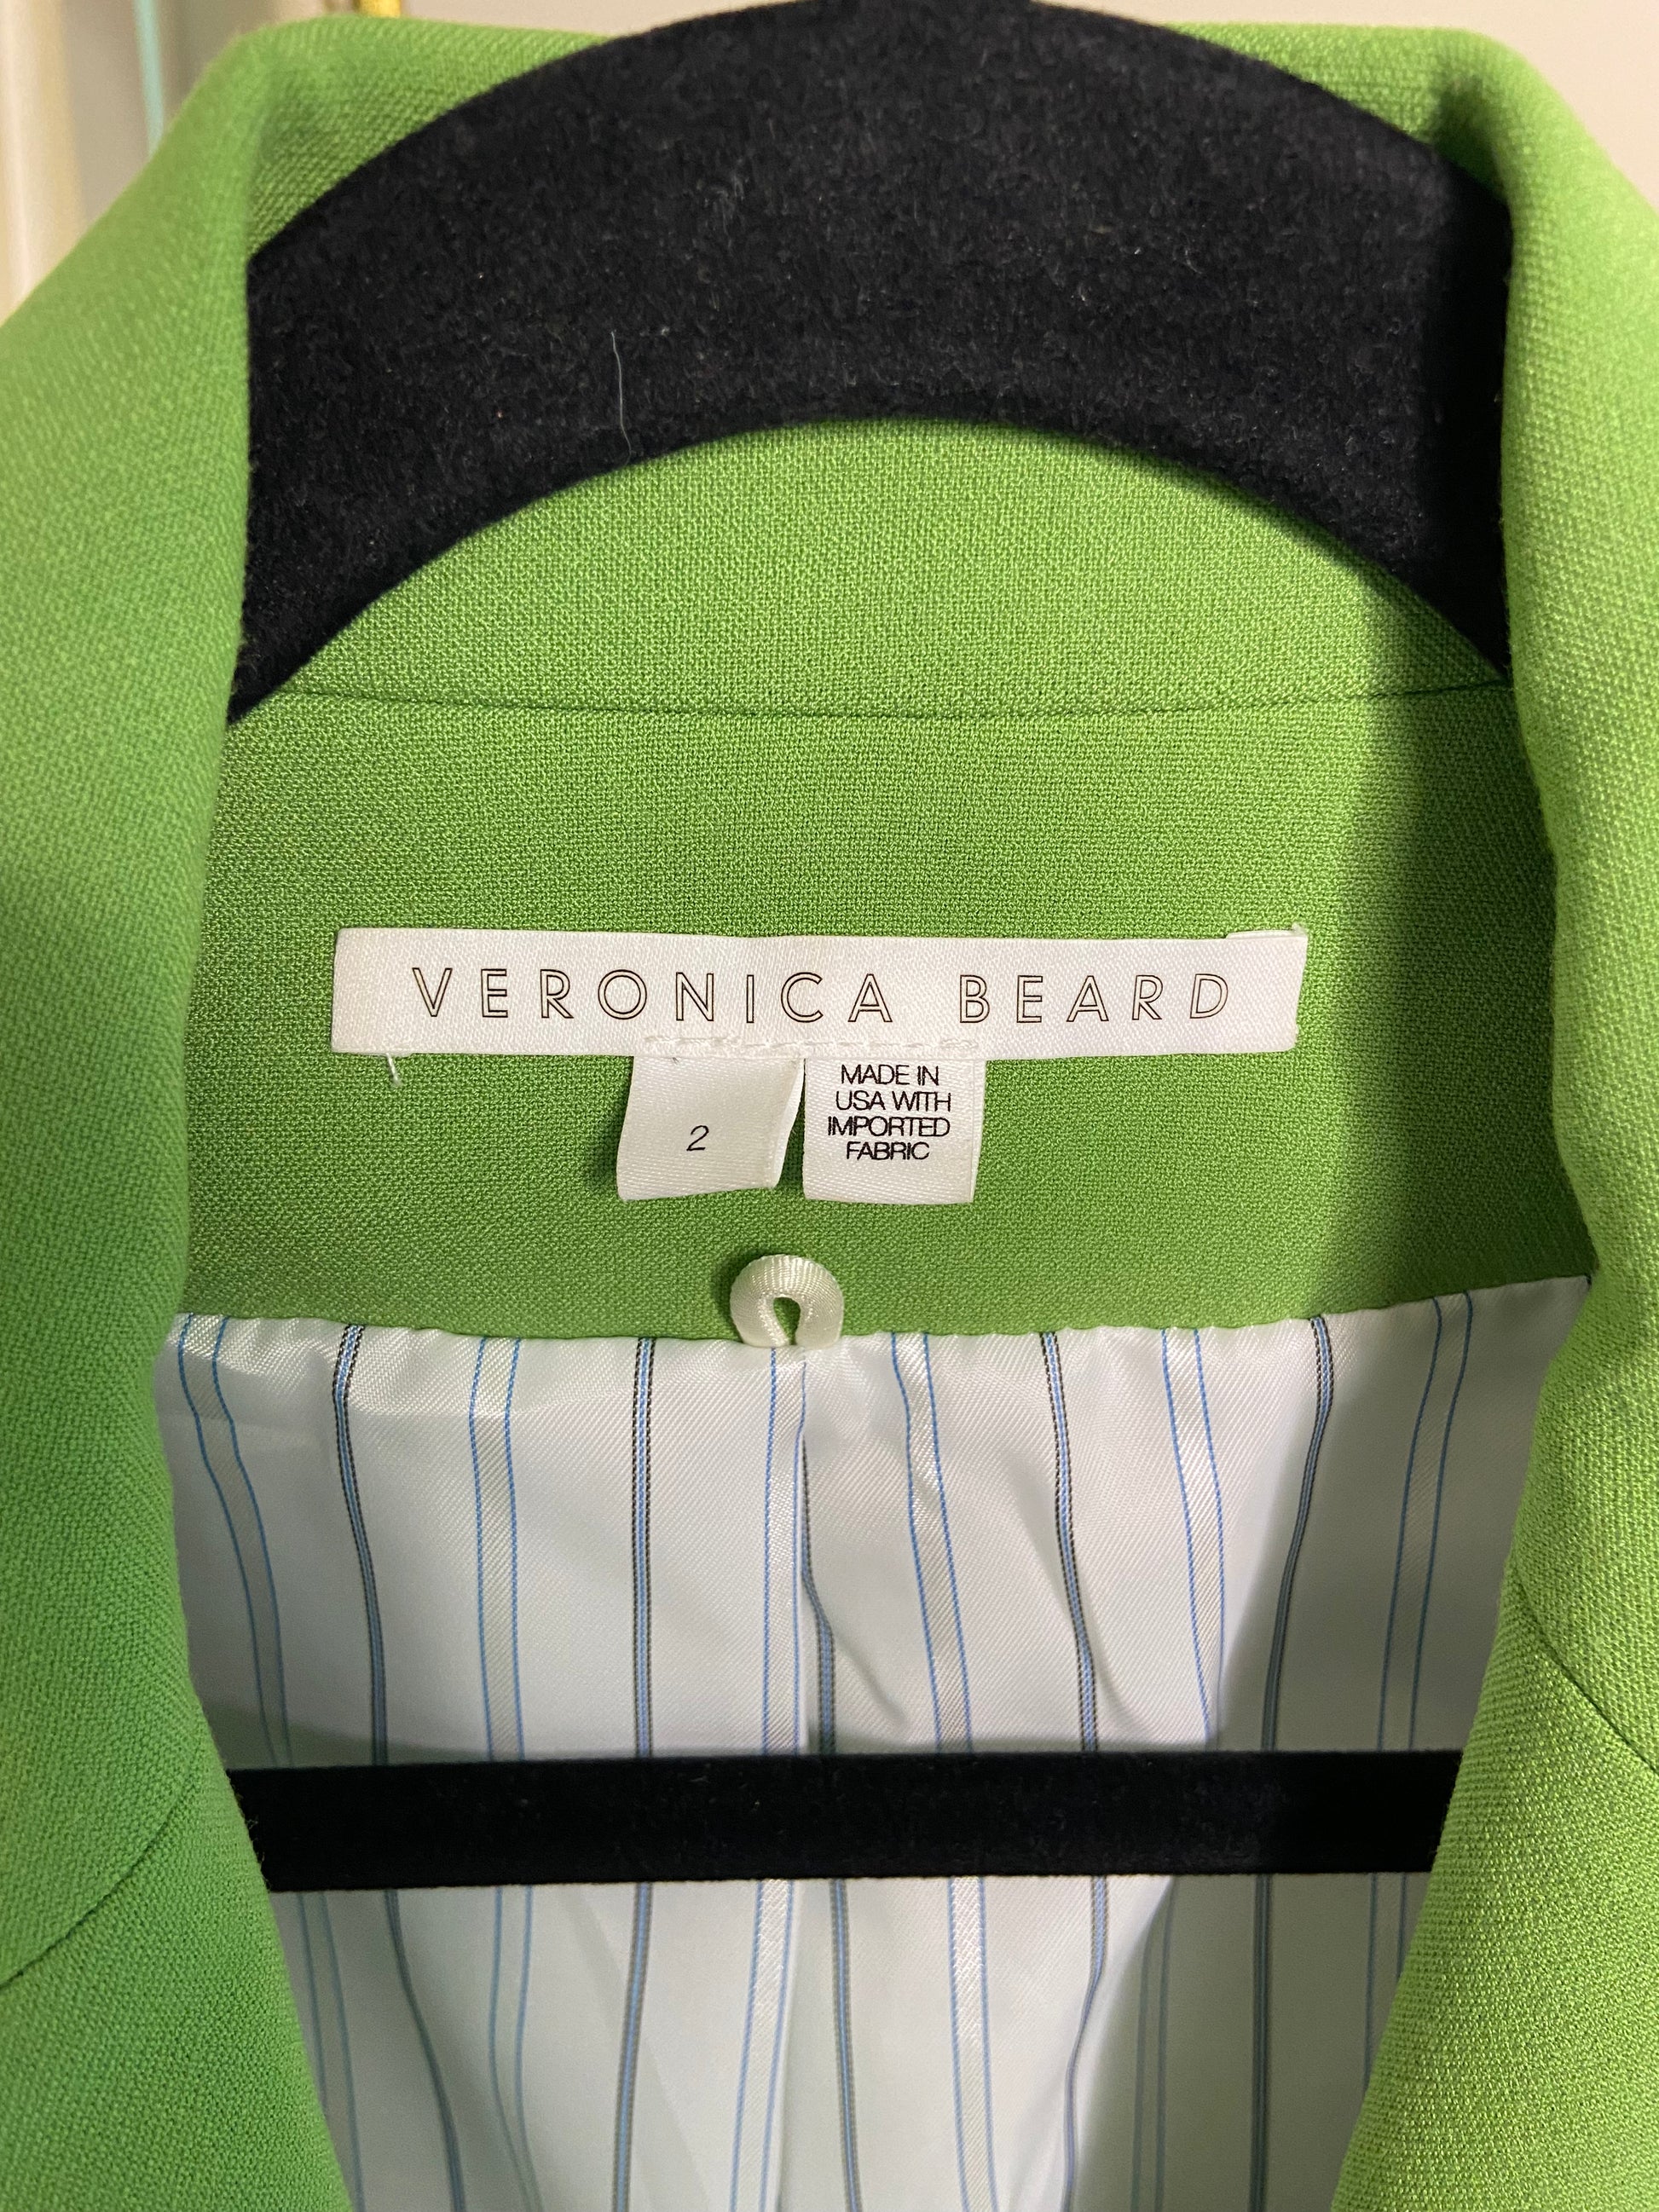 VERONICA BEARD
2
MADE IN
USA WITH
IMPORTED
FABRIC